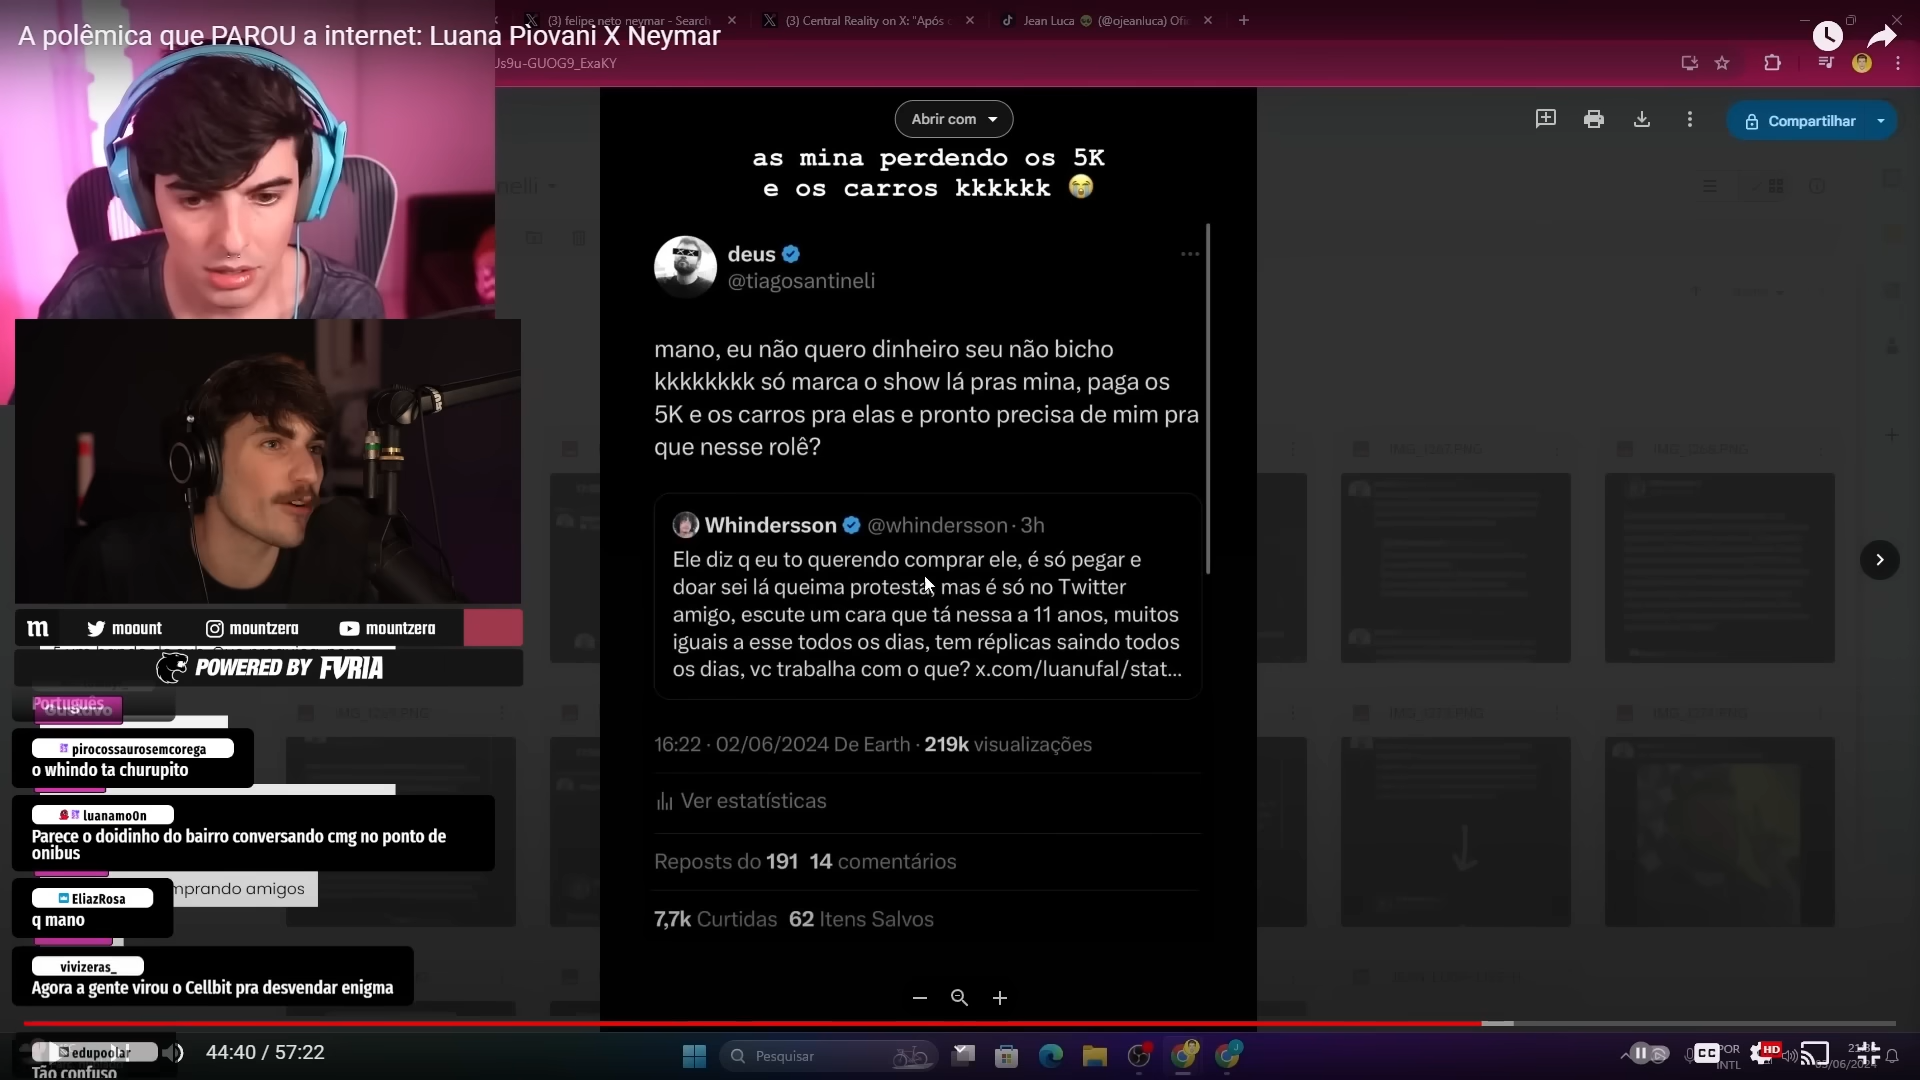 (3) felipe neto neymar - Search
(3) Central Reality on X: "Após
Jean Luca
(@ojeanluca) Ofi
A polêmica que PAROU a internet: Luana Piovani X Neymar
Js9u-GUOG9_ExaKY
Abrir com
Compartilhar
as mina perdendo os 5K
e os carros kkkkkk 😭
nelli
deus
@tiagosantineli
mano, eu não quero dinheiro seu não bicho
kkkkkkkk só marca o show lá pras mina, paga os
5K e os carros pra elas e pronto precisa de mim pra
que nesse rolê?
Whindersson @whindersson · 3h
Ele diz q eu to querendo comprar ele, é só pegar e
doar sei lá queima protesta, mas é só no Twitter
amigo, escute um cara que tá nessa a 11 anos, muitos
iguais a esse todos os dias, tem réplicas saindo todos
os dias, vc trabalha com o que? x.com/luanufal/stat...
16:22 · 02/06/2024 De Earth · 219k visualizações
Ver estatísticas
Reposts do 191 14 comentários
7,7k Curtidas 62 Itens Salvos
m moount mountzera mountzera
POWERED BY FVRIA
Português
Gustavo
pirocossaurosemcorega
o whindo ta churupito
luanamo0n
Parece o doidinho do bairro conversando cmg no ponto de
onibus
mprando amigos
EliazRosa
q mano
vivizeras_
Agora a gente virou o Cellbit pra desvendar enigma
edupoolar
Tão confuso
44:40 / 57:22
Pesquisar
CC
HD
POR
INTL